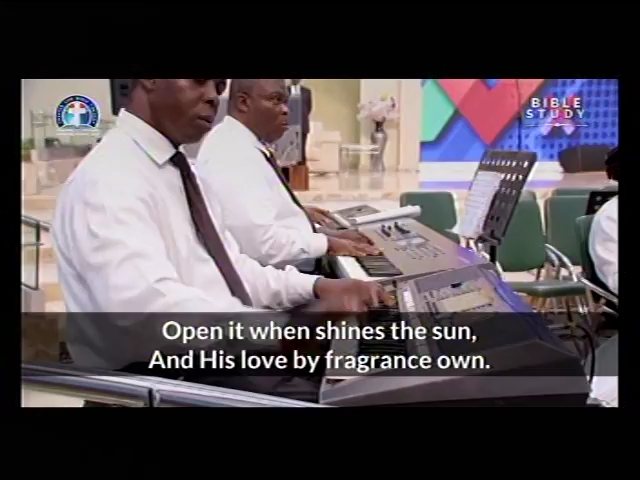 BIBLE
STUDY
Open it when shines the sun,
And His love by fragrance own.